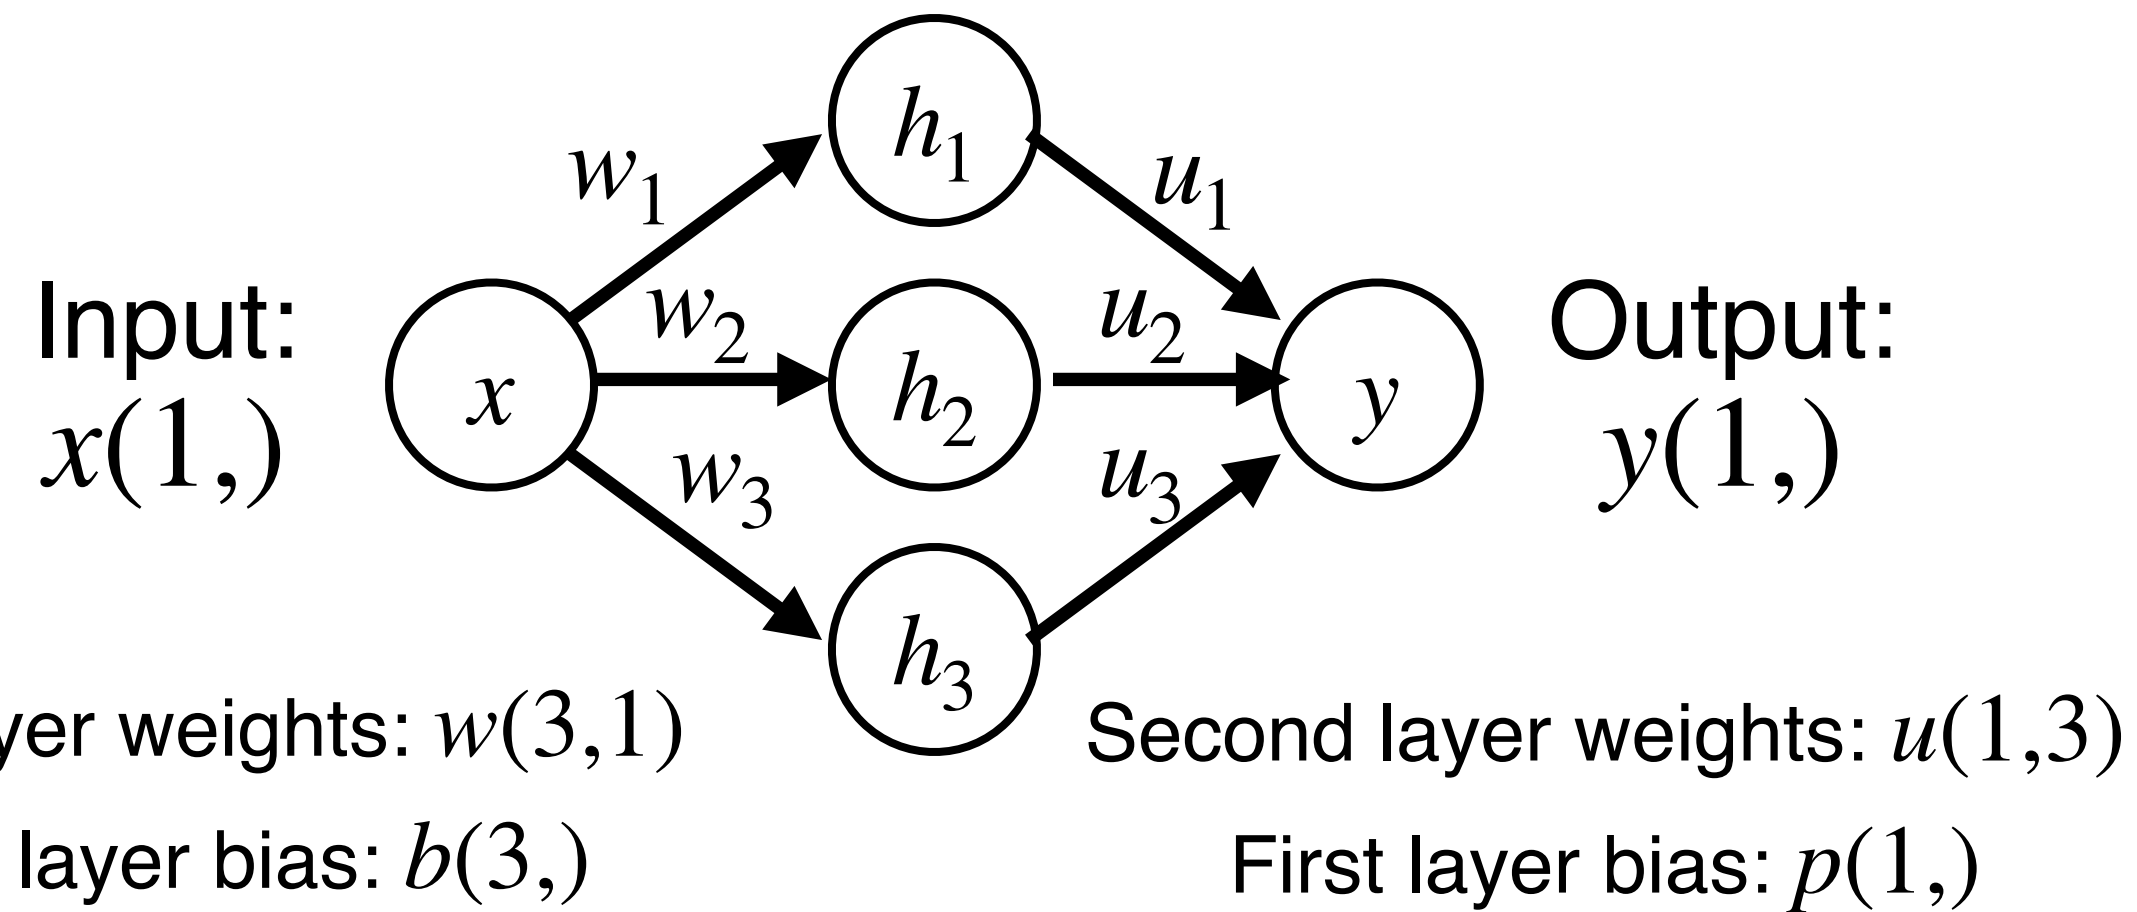 h₁
w₁
u₁
Input:
x(1,)
w₂
u₂
x
h₂
y
Output:
y(1,)
w₃
u₃
h₃
weights: w(3,1)
Second layer weights: u(1,3)
layer bias: b(3,)
First layer bias: p(1,)